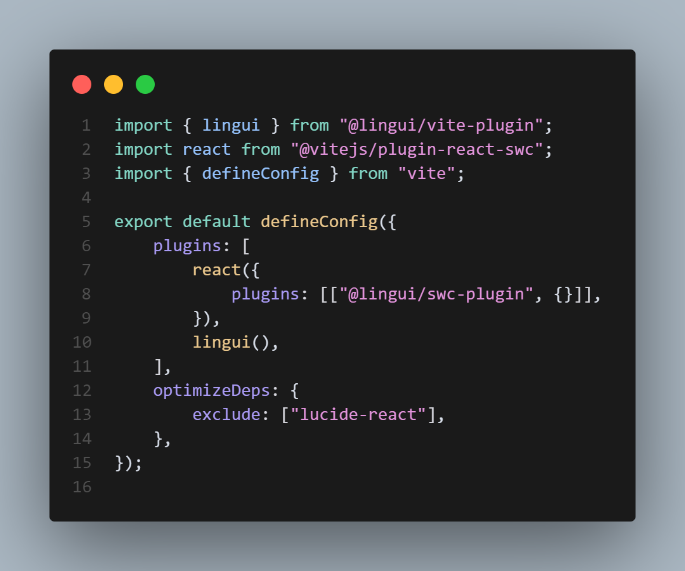 1 import { lingui } from "@lingui/vite-plugin";
2 import react from "@vitejs/plugin-react-swc";
3 import { defineConfig } from "vite";
4
5 export default defineConfig({
6     plugins: [
7         react({
8             plugins: [["@lingui/swc-plugin", {}]],
9         }),
10         lingui(),
11     ],
12     optimizeDeps: {
13         exclude: ["lucide-react"],
14     },
15 });
16